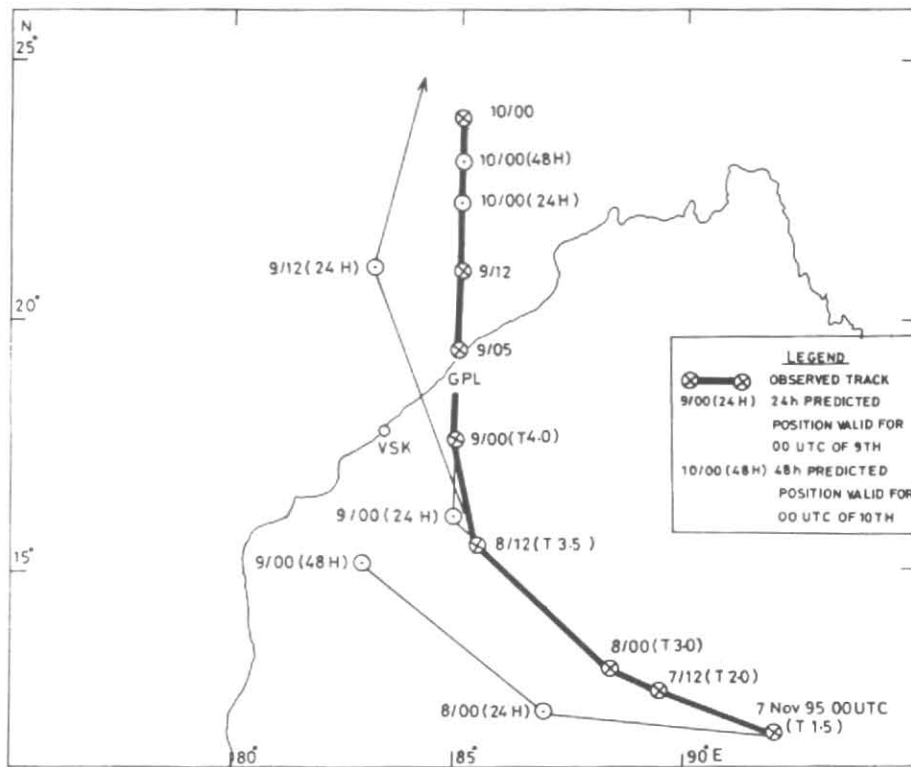 N
25°
10/00
10/00(48H)
10/00(24H)
9/12(24 H)
9/12
20°
9/05
GPL
VSK
9/00(T4·0)
9/00(24 H)
8/12(T 3·5)
9/00(48H)
15°
8/00(T3·0)
7/12(T2·0)
8/00(24H)
7 Nov 95 00UTC
(T 1·5)
80°
85°
90°E
LEGEND
OBSERVED TRACK
9/00(24H) 24h PREDICTED
POSITION VALID FOR
00 UTC OF 9TH
10/00(48H) 48h PREDICTED
POSITION VALID FOR
00 UTC OF 10TH